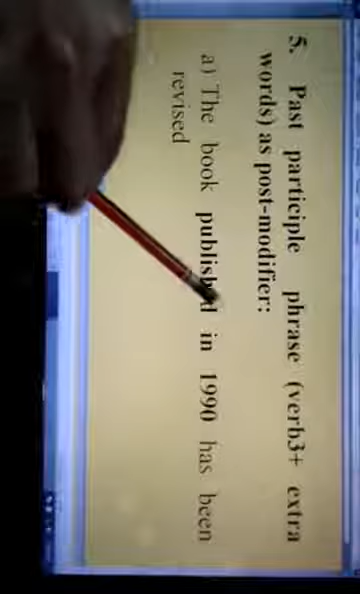 5. Past participle phrase (verb3+ extra
words) as post-modifier:
a) The book published in 1990 has been
revised